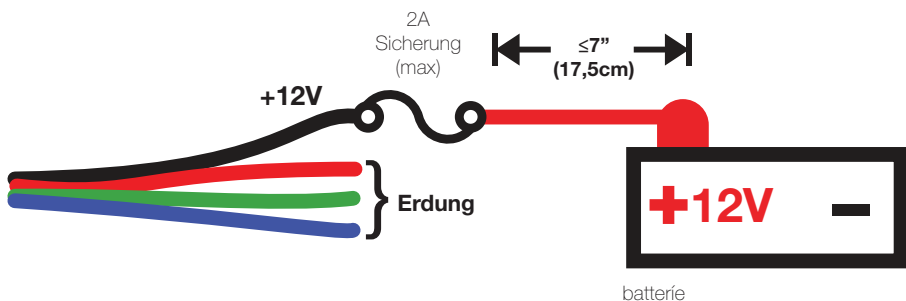 2A
Sicherung
(max)
≤7”
(17,5cm)
+12V
Erdung
+12V −
batteríe